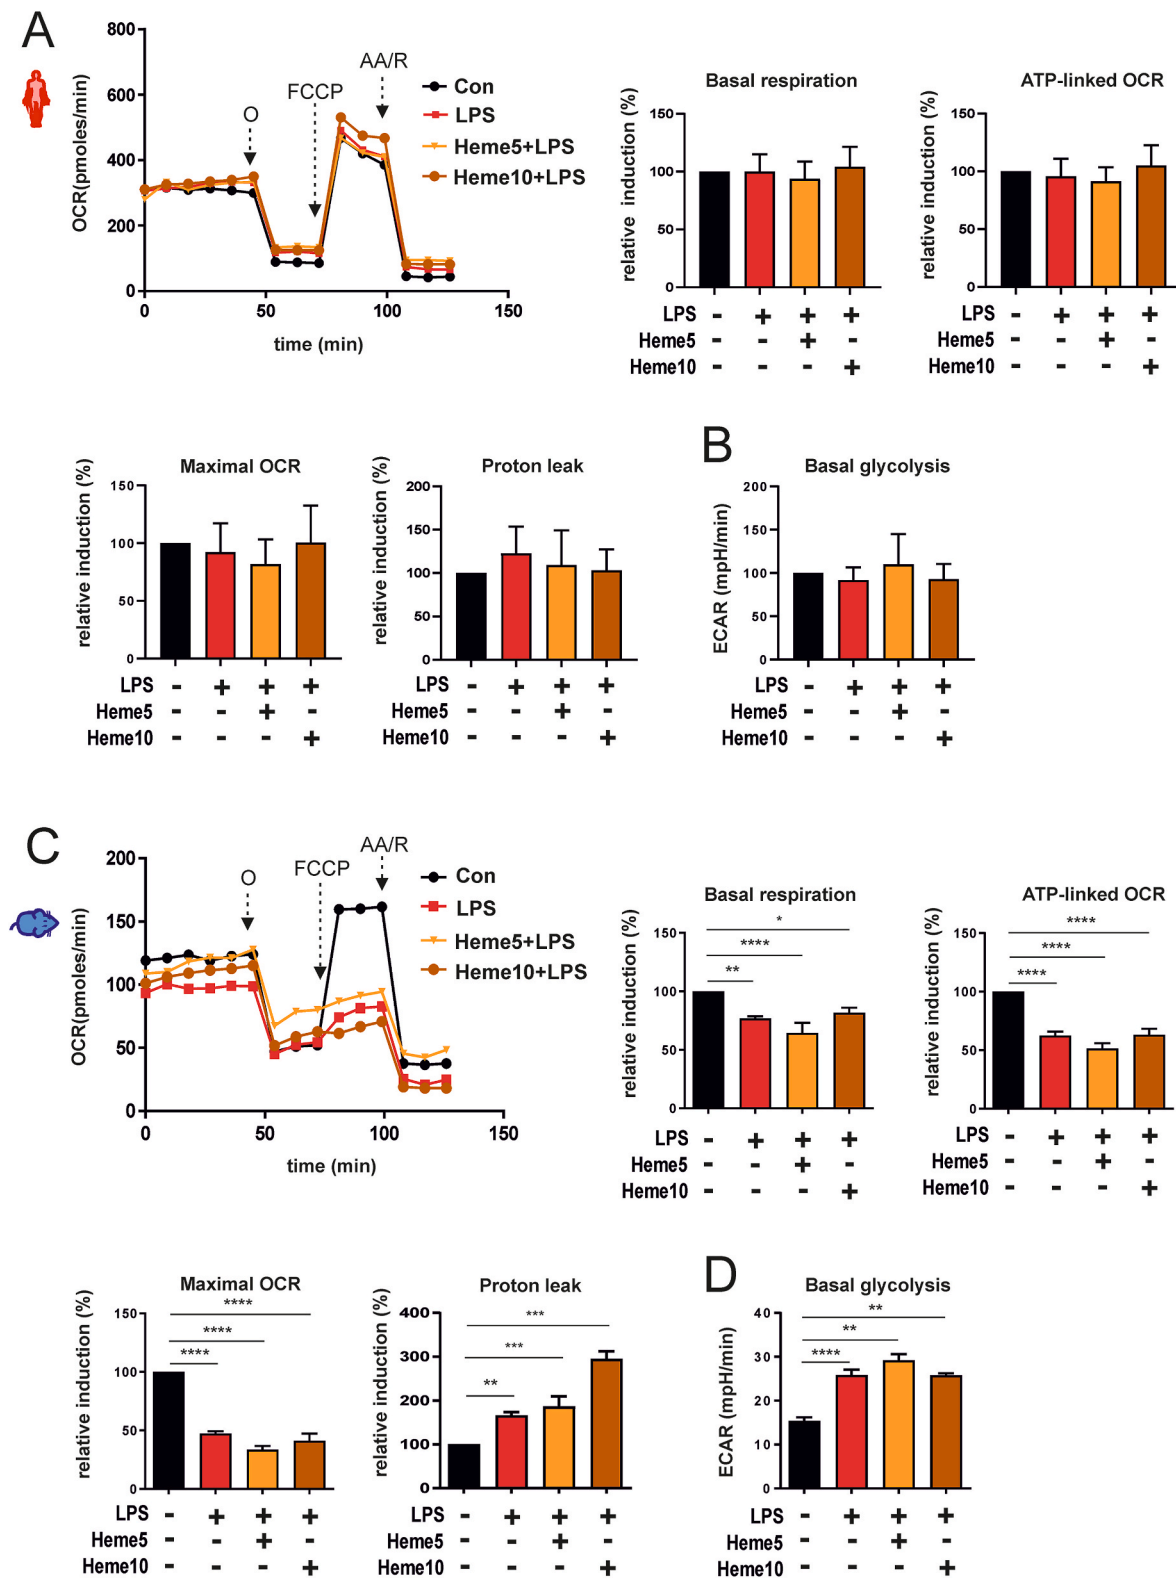 A
800
600
400
200
0
OCR(pmoles/min)
0 50 100 150
time (min)
O
FCCP
AA/R
Con
LPS
Heme5+LPS
Heme10+LPS
Basal respiration
relative induction (%)
150
100
50
0
LPS - + + +
Heme5 - - + -
Heme10 - - - +
ATP-linked OCR
relative induction (%)
150
100
50
0
LPS - + + +
Heme5 - - + -
Heme10 - - - +
Maximal OCR
relative induction (%)
150
100
50
0
LPS - + + +
Heme5 - - + -
Heme10 - - - +
Proton leak
relative induction (%)
200
150
100
50
0
LPS - + + +
Heme5 - - + -
Heme10 - - - +
B
Basal glycolysis
ECAR (mpH/min)
200
150
100
50
0
LPS - + + +
Heme5 - - + -
Heme10 - - - +
C
200
150
100
50
0
OCR(pmoles/min)
0 50 100 150
time (min)
O
FCCP
AA/R
Con
LPS
Heme5+LPS
Heme10+LPS
Basal respiration
relative induction (%)
150
100
50
0
*
****
**
LPS - + + +
Heme5 - - + -
Heme10 - - - +
ATP-linked OCR
relative induction (%)
150
100
50
0
****
****
****
LPS - + + +
Heme5 - - + -
Heme10 - - - +
Maximal OCR
relative induction (%)
150
100
50
0
****
****
****
LPS - + + +
Heme5 - - + -
Heme10 - - - +
Proton leak
relative induction (%)
400
300
200
100
0
***
***
**
LPS - + + +
Heme5 - - + -
Heme10 - - - +
D
Basal glycolysis
ECAR (mpH/min)
40
30
20
10
0
**
**
****
LPS - + + +
Heme5 - - + -
Heme10 - - - +